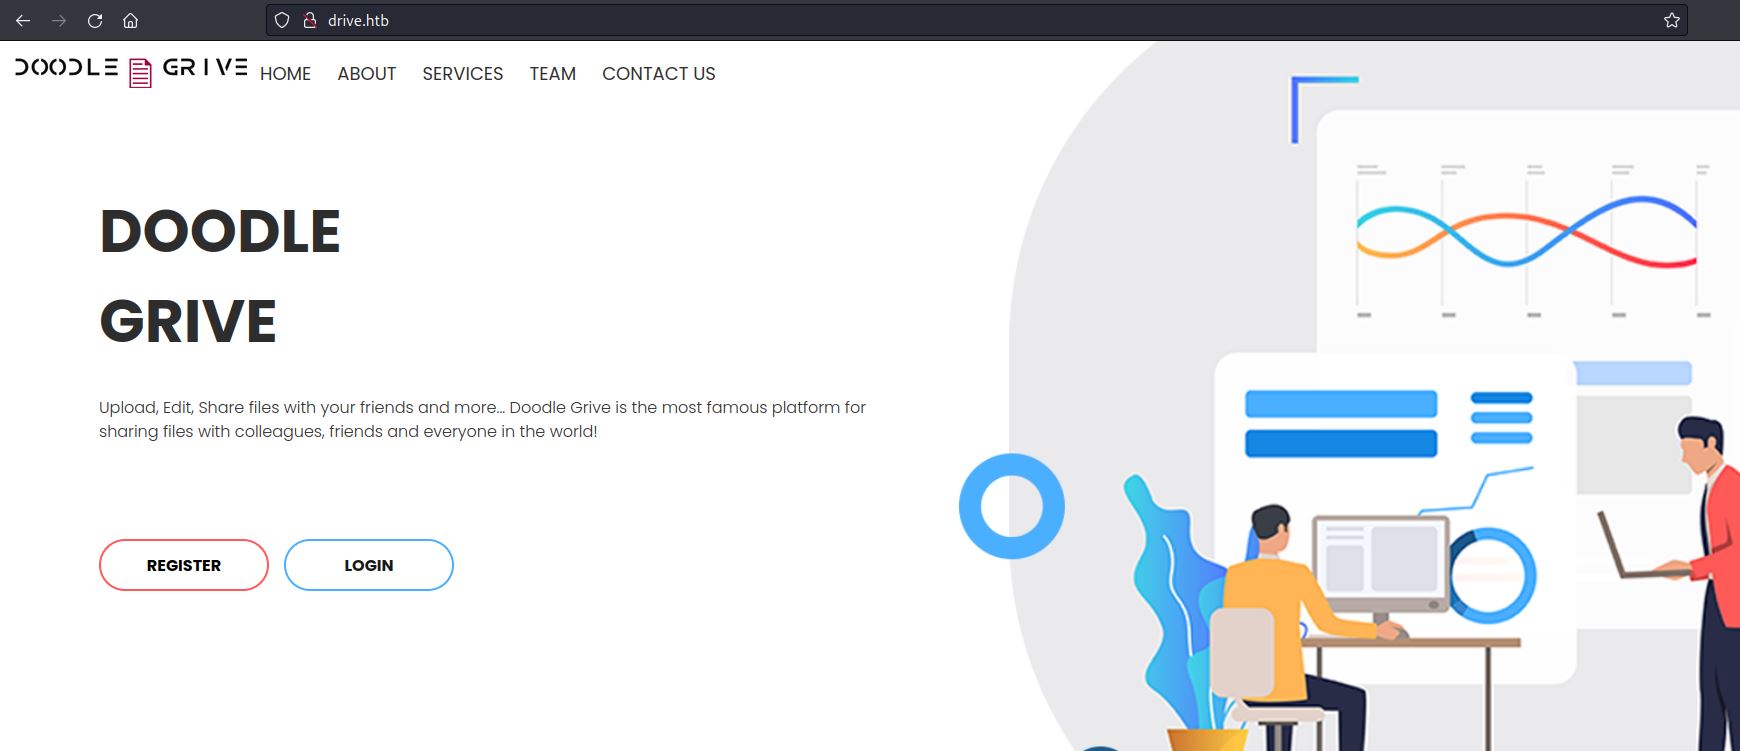 drive.htb
DOODLE GRIVE HOME ABOUT SERVICES TEAM CONTACT US
DOODLE
GRIVE
Upload, Edit, Share files with your friends and more... Doodle Grive is the most famous platform for
sharing files with colleagues, friends and everyone in the world!
REGISTER LOGIN